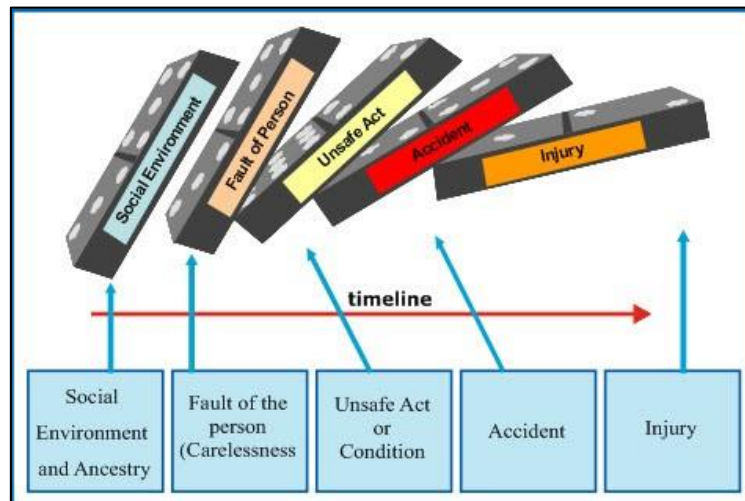 Social Environment
Fault of Person
Unsafe Act
Accident
Injury
timeline
Social
Environment
and Ancestry
Fault of the
person
(Carelessness
Unsafe Act
or
Condition
Accident
Injury